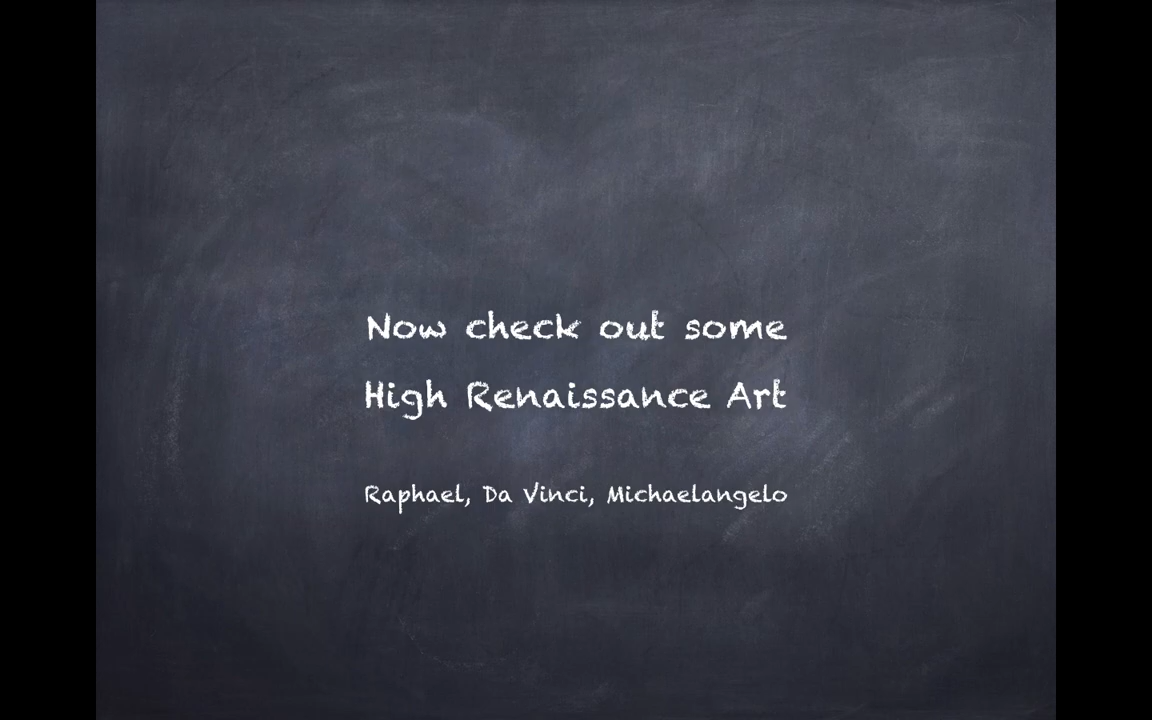 Now check out some
High Renaissance Art
Raphael, Da Vinci, Michaelangelo